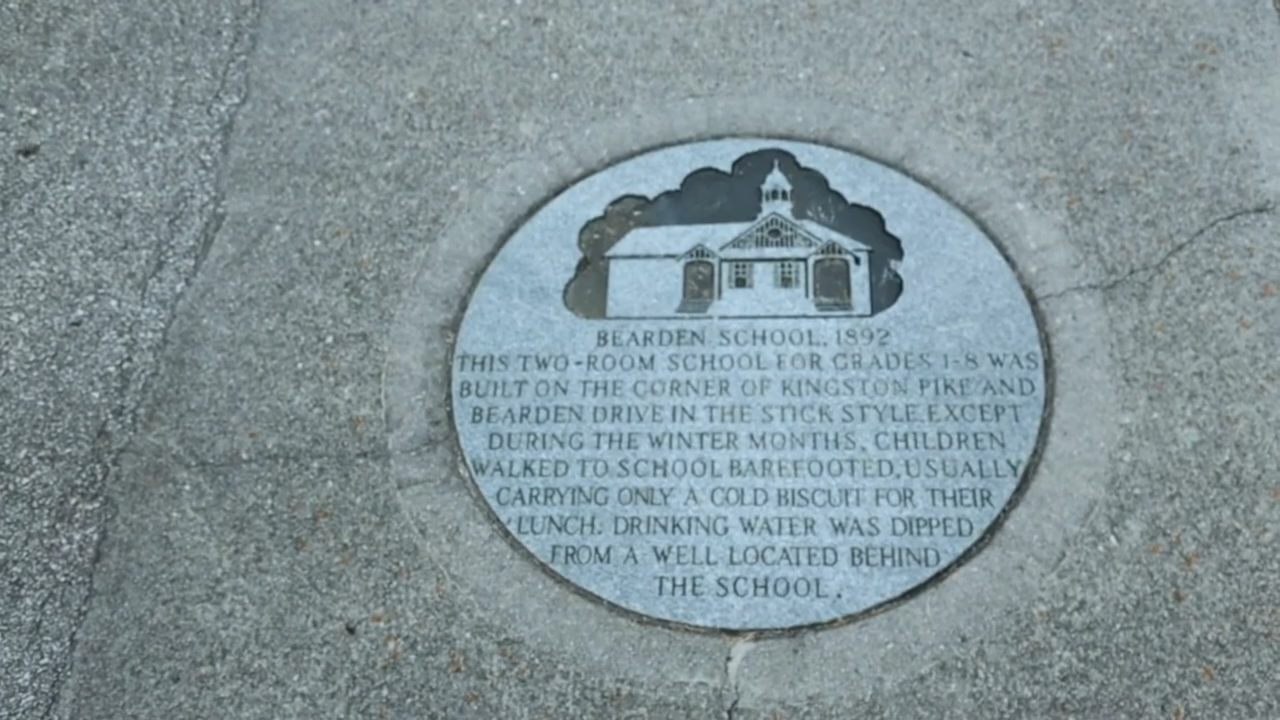 BEARDEN SCHOOL, 1892
THIS TWO-ROOM SCHOOL FOR GRADES 1-8 WAS
BUILT ON THE CORNER OF KINGSTON PIKE AND
BEARDEN DRIVE IN THE STICK STYLE. EXCEPT
DURING THE WINTER MONTHS, CHILDREN
WALKED TO SCHOOL BAREFOOTED, USUALLY
CARRYING ONLY A COLD BISCUIT FOR THEIR
LUNCH. DRINKING WATER WAS DIPPED
FROM A WELL LOCATED BEHIND
THE SCHOOL.